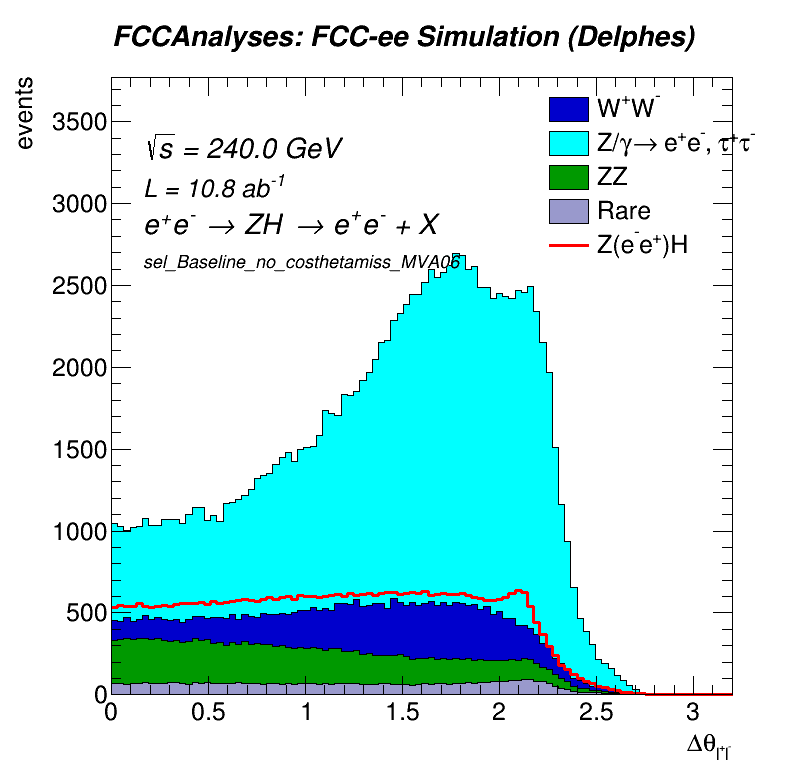 FCCAnalyses: FCC-ee Simulation (Delphes)
events
√s = 240.0 GeV
L = 10.8 ab⁻¹
e⁺e⁻ → ZH → e⁺e⁻ + X
sel_Baseline_no_costhetamiss_MVA06
W⁺W⁻
Z/γ→ e⁺e⁻, τ⁺τ⁻
ZZ
Rare
Z(e⁻e⁺)H
3500
3000
2500
2000
1500
1000
500
0
0 0.5 1 1.5 2 2.5 3
Δθ_l⁺l⁻